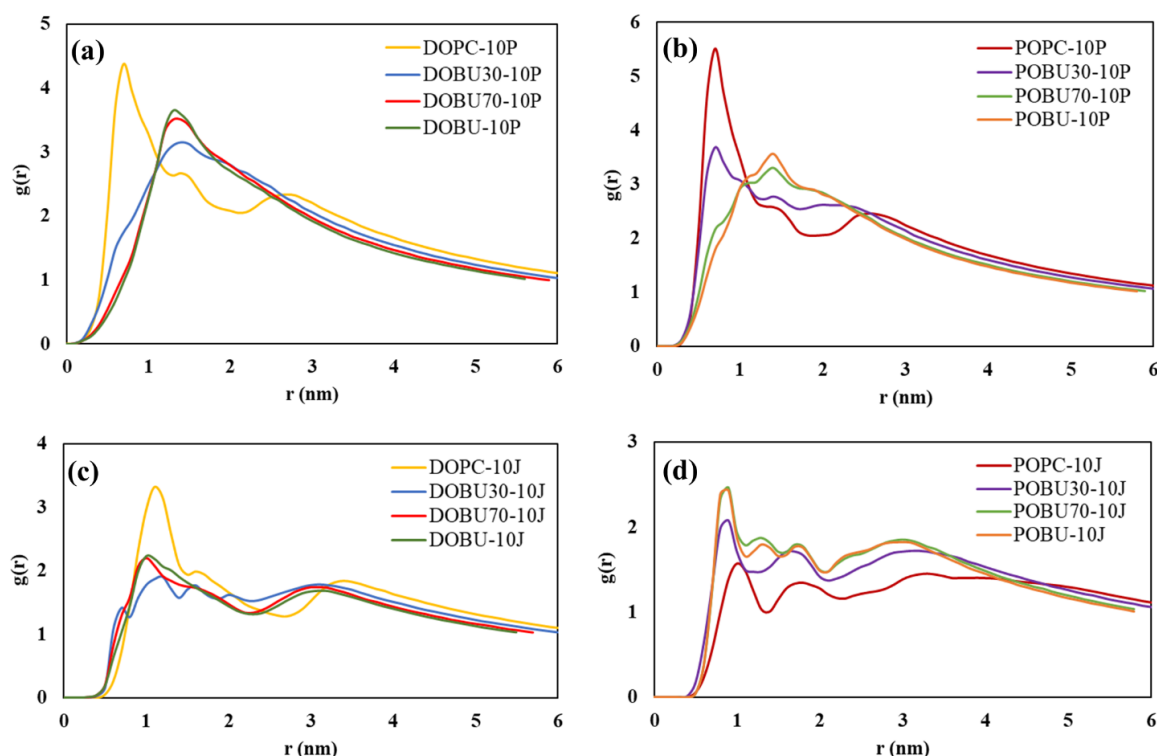 (a)
DOPC-10P
DOBU30-10P
DOBU70-10P
DOBU-10P
g(r)
5
4
3
2
1
0
0 1 2 3 4 5 6
r (nm)
(b)
POPC-10P
POBU30-10P
POBU70-10P
POBU-10P
g(r)
6
5
4
3
2
1
0
0 1 2 3 4 5 6
r (nm)
(c)
DOPC-10J
DOBU30-10J
DOBU70-10J
DOBU-10J
g(r)
4
3
2
1
0
0 1 2 3 4 5 6
r (nm)
(d)
POPC-10J
POBU30-10J
POBU70-10J
POBU-10J
g(r)
3
2
1
0
0 1 2 3 4 5 6
r (nm)